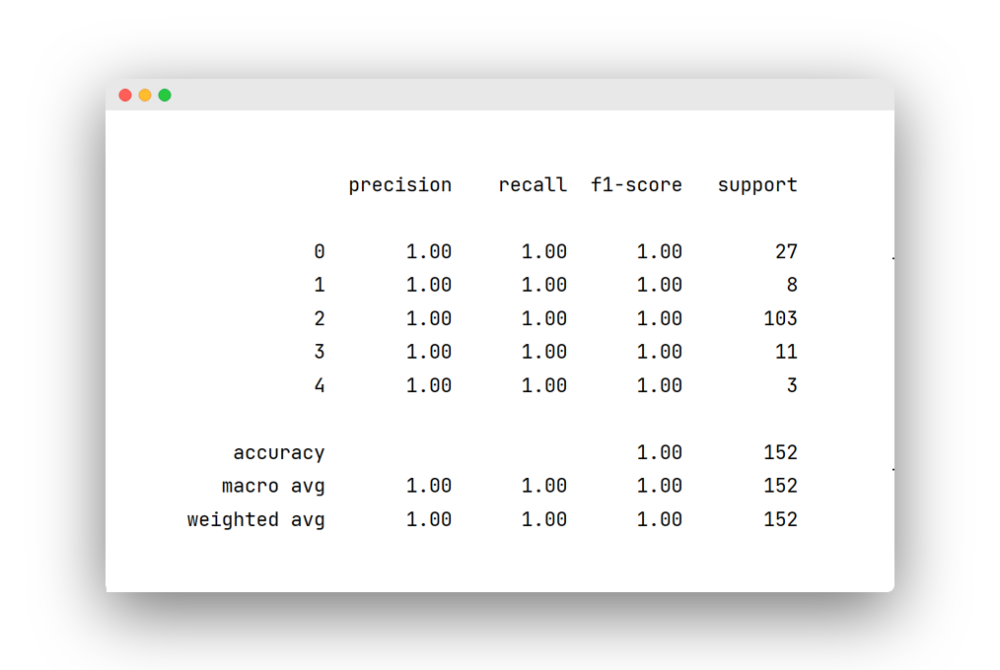 precision recall f1-score support
0 1.00 1.00 1.00 27
1 1.00 1.00 1.00 8
2 1.00 1.00 1.00 103
3 1.00 1.00 1.00 11
4 1.00 1.00 1.00 3
accuracy 1.00 152
macro avg 1.00 1.00 1.00 152
weighted avg 1.00 1.00 1.00 152